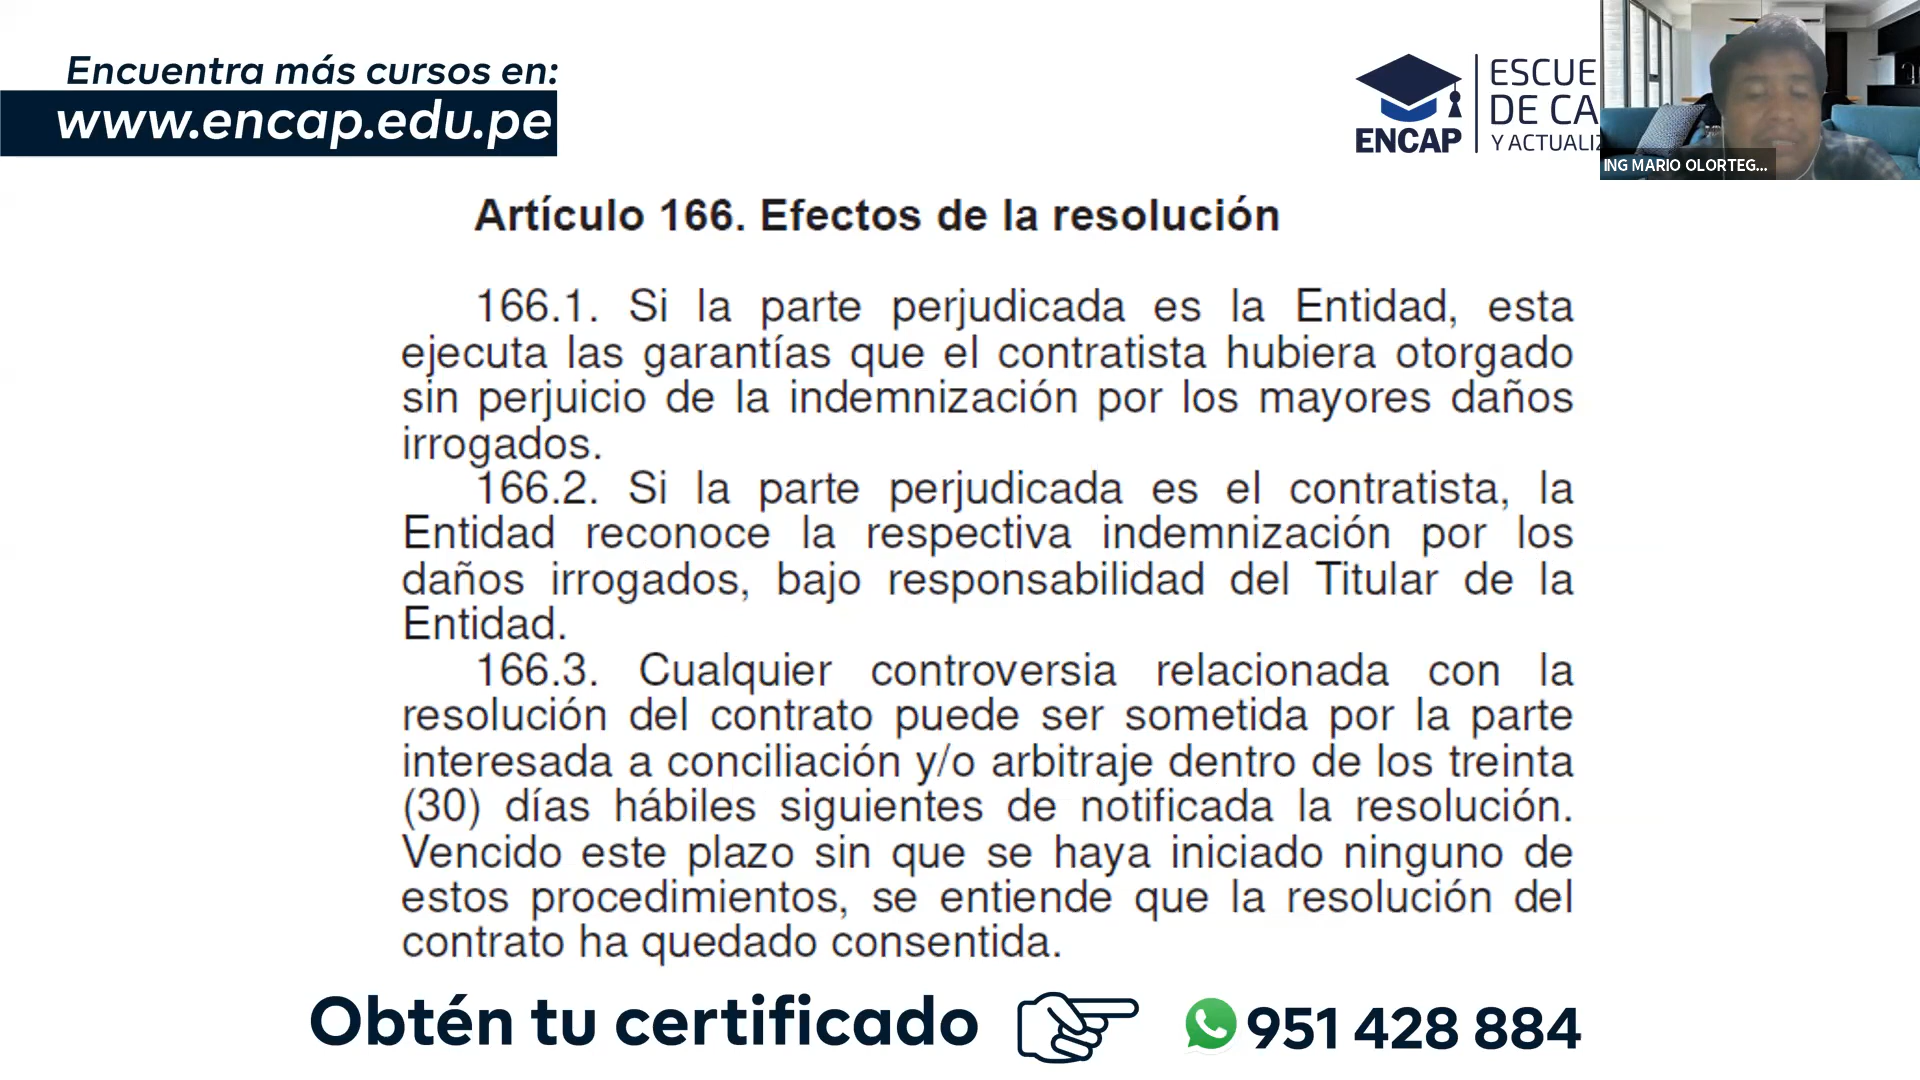 Encuentra más cursos en:
www.encap.edu.pe
ENCAP
ESCUE
DE CA
Y ACTUALIZ
ING MARIO OLORTEG...
Artículo 166. Efectos de la resolución
166.1. Si la parte perjudicada es la Entidad, esta
ejecuta las garantías que el contratista hubiera otorgado
sin perjuicio de la indemnización por los mayores daños
irrogados.
166.2. Si la parte perjudicada es el contratista, la
Entidad reconoce la respectiva indemnización por los
daños irrogados, bajo responsabilidad del Titular de la
Entidad.
166.3. Cualquier controversia relacionada con la
resolución del contrato puede ser sometida por la parte
interesada a conciliación y/o arbitraje dentro de los treinta
(30) días hábiles siguientes de notificada la resolución.
Vencido este plazo sin que se haya iniciado ninguno de
estos procedimientos, se entiende que la resolución del
contrato ha quedado consentida.
Obtén tu certificado
951 428 884